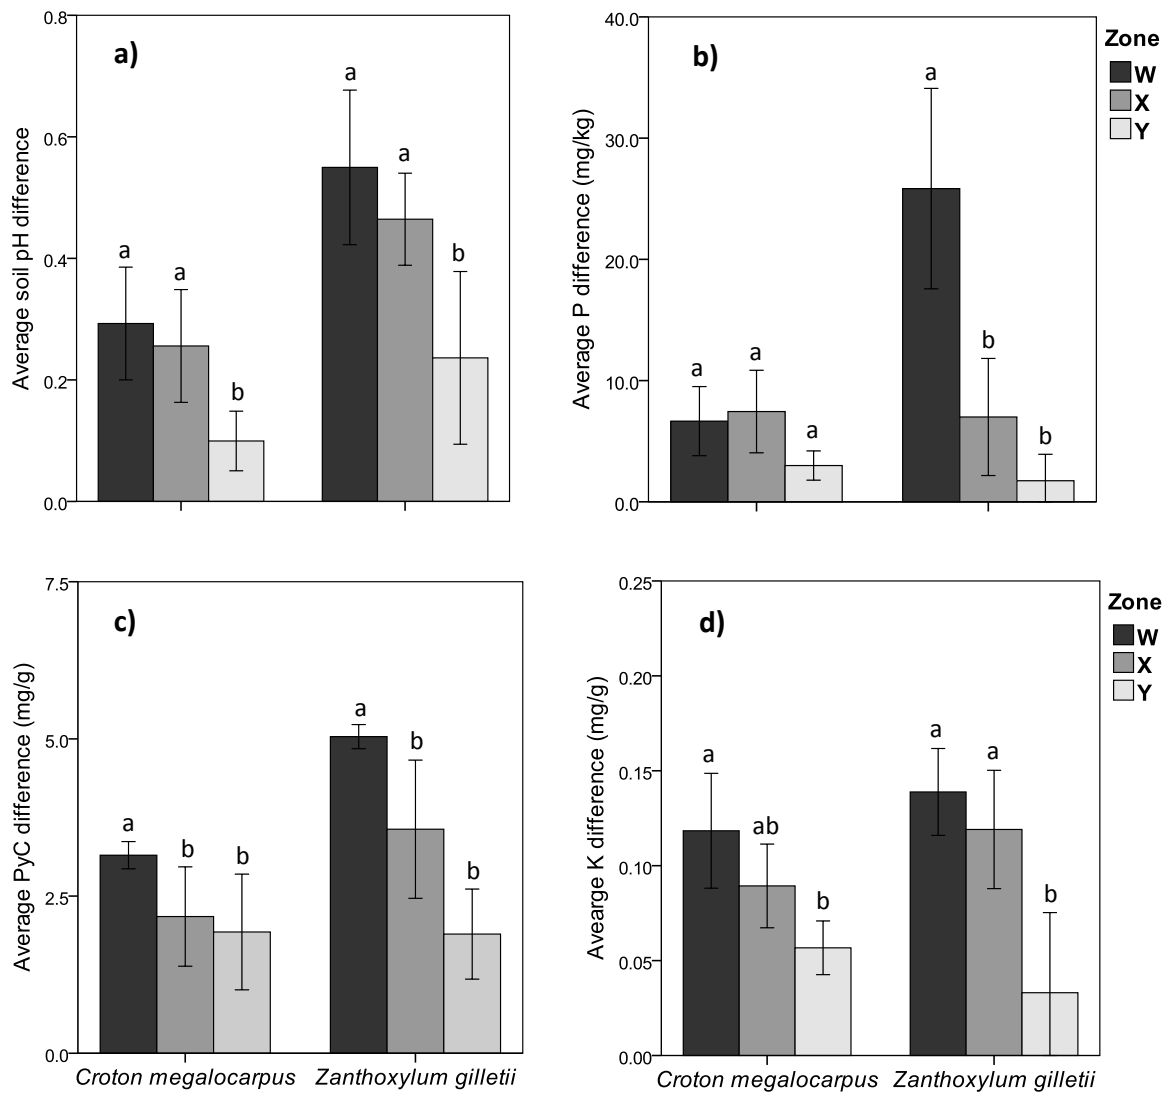 a)
Average soil pH difference
0.8
0.6
0.4
0.2
0.0
a
a
b
a
a
b
b)
Average P difference (mg/kg)
40.0
30.0
20.0
10.0
0.0
a
a
a
a
b
b
Zone
W
X
Y
c)
Average PyC difference (mg/g)
7.5
5.0
2.5
0.0
a
b
b
a
b
b
Croton megalocarpus
Zanthoxylum gilletii
d)
Avearge K difference (mg/g)
0.25
0.20
0.15
0.10
0.05
0.00
a
ab
b
a
a
b
Croton megalocarpus
Zanthoxylum gilletii
Zone
W
X
Y